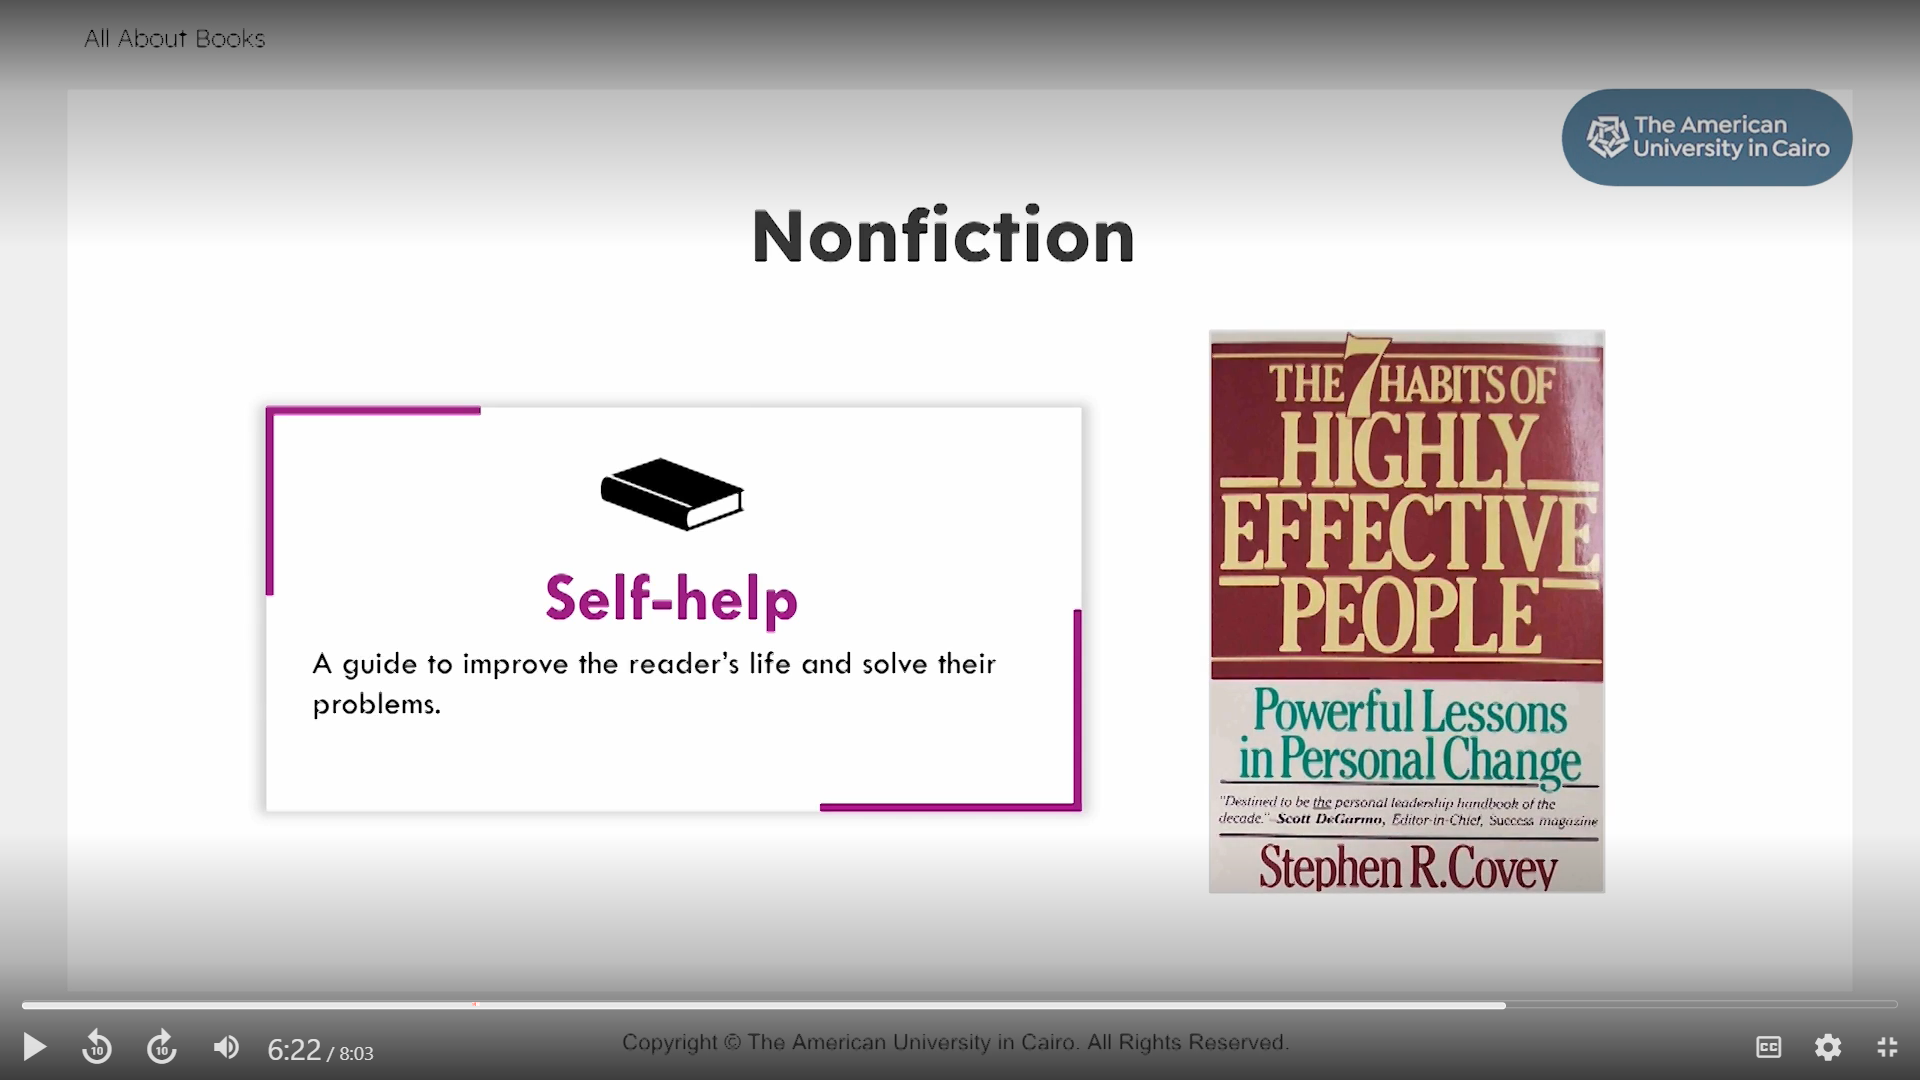 All About Books
The American
University in Cairo
Nonfiction
Self-help
A guide to improve the reader’s life and solve their
problems.
THE 7 HABITS OF
HIGHLY
EFFECTIVE
PEOPLE
Powerful Lessons
in Personal Change
"Destined to be the personal leadership handbook of the
decade." –Scott DeGarmo, Editor-in-Chief, Success magazine
Stephen R. Covey
10
10
6:22 / 8:03
Copyright © The American University in Cairo. All Rights Reserved.
CC